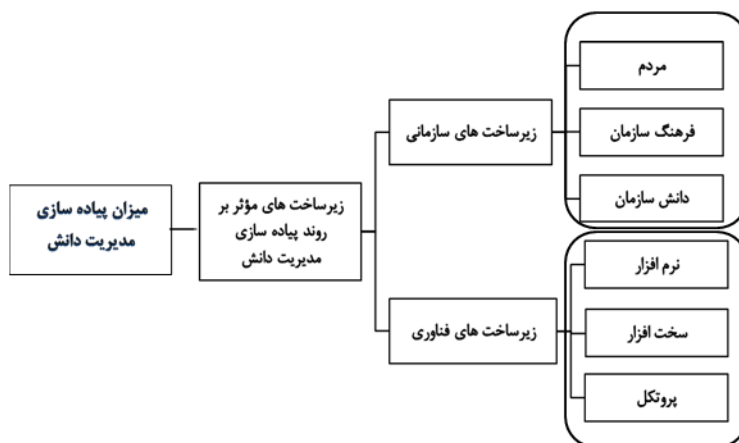 مردم
زیرساخت های سازمانی
فرهنگ سازمان
دانش سازمان
میزان پیاده سازی
مدیریت دانش
زیرساخت های مؤثر بر
روند پیاده سازی
مدیریت دانش
نرم افزار
زیرساخت های فناوری
سخت افزار
پروتکل